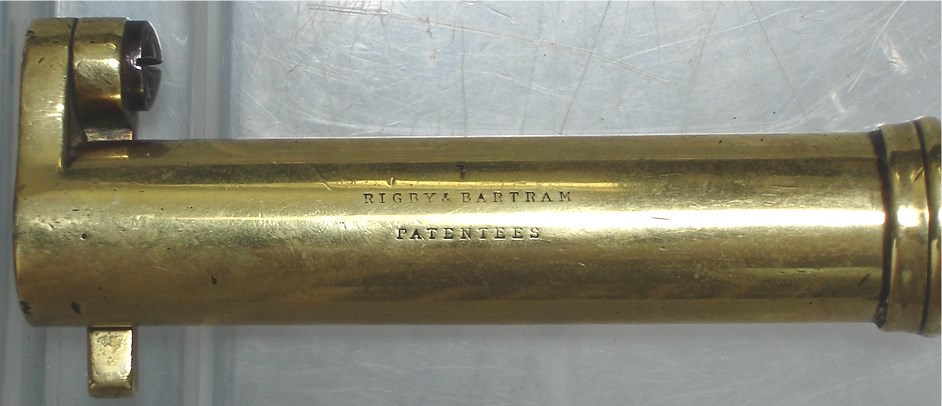 RIGBY & BARTRAM
PATENTEES